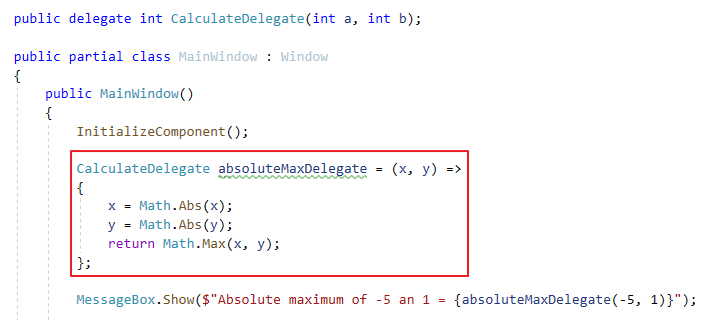 public delegate int CalculateDelegate(int a, int b);
public partial class MainWindow : Window
{
public MainWindow()
{
InitializeComponent();
CalculateDelegate absoluteMaxDelegate = (x, y) =>
{
x = Math.Abs(x);
y = Math.Abs(y);
return Math.Max(x, y);
};
MessageBox.Show($"Absolute maximum of -5 an 1 = {absoluteMaxDelegate(-5, 1)}");